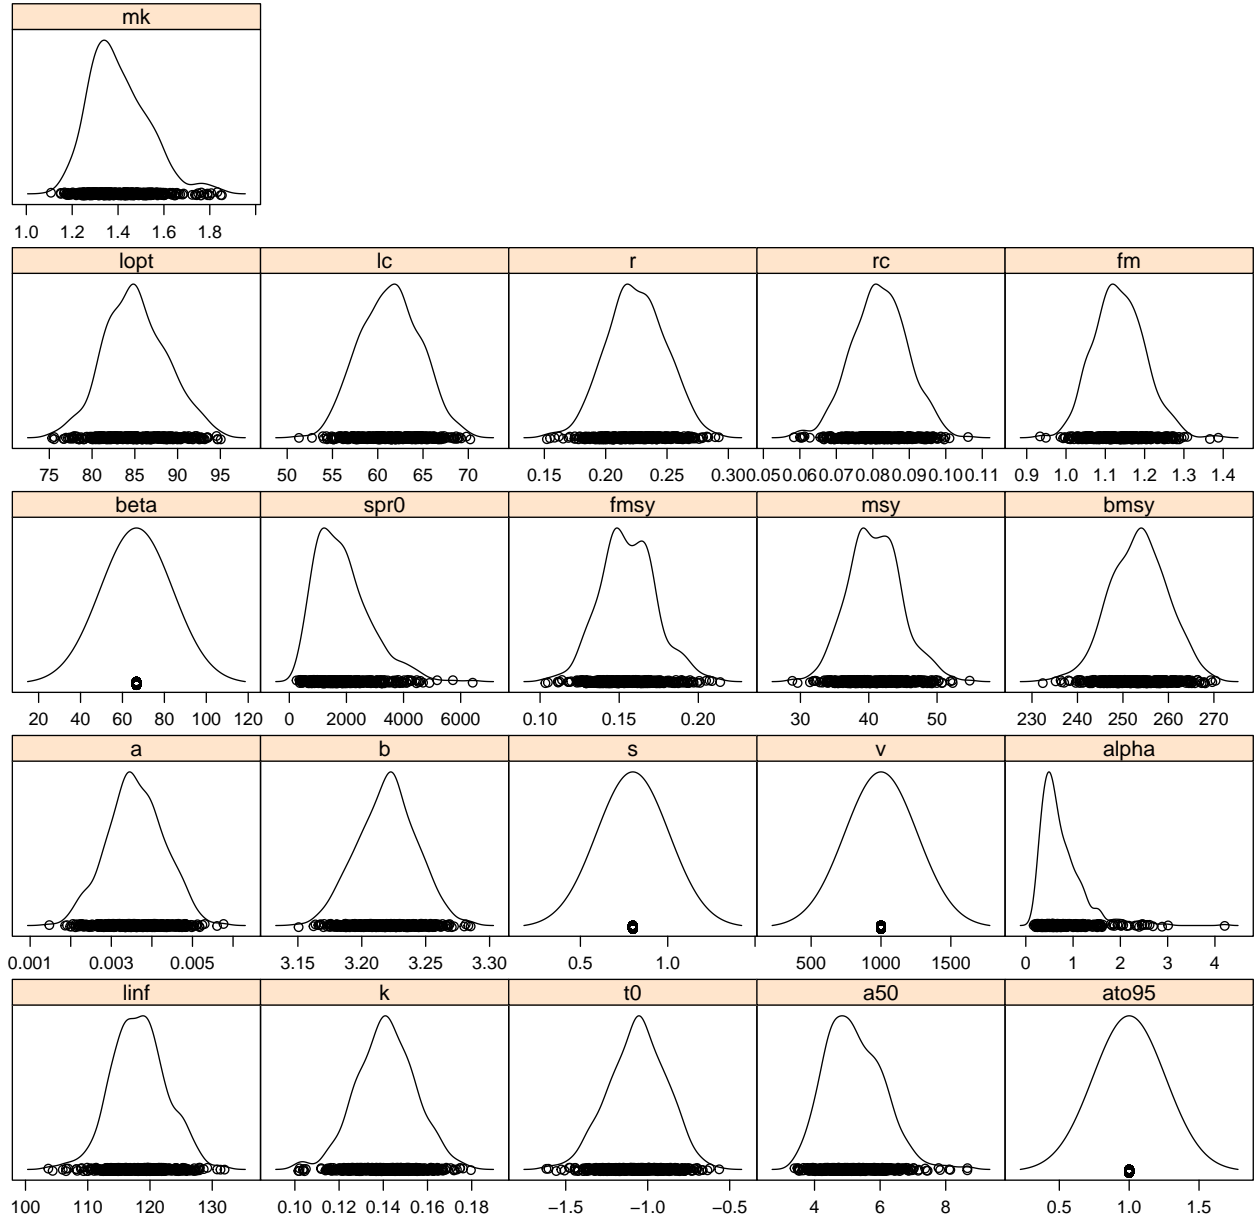 mk
1.0 1.2 1.4 1.6 1.8
lopt lc r rc fm
75 80 85 90 95 50 55 60 65 70 0.15 0.20 0.25 0.30 0.05 0.06 0.07 0.08 0.09 0.10 0.11 0.9 1.0 1.1 1.2 1.3 1.4
beta spr0 fmsy msy bmsy
20 40 60 80 100 120 0 2000 4000 6000 0.10 0.15 0.20 30 40 50 230 240 250 260 270
a b s v alpha
0.001 0.003 0.005 3.15 3.20 3.25 3.30 0.5 1.0 500 1000 1500 0 1 2 3 4
linf k t0 a50 ato95
100 110 120 130 0.10 0.12 0.14 0.16 0.18 −1.5 −1.0 −0.5 4 6 8 0.5 1.0 1.5